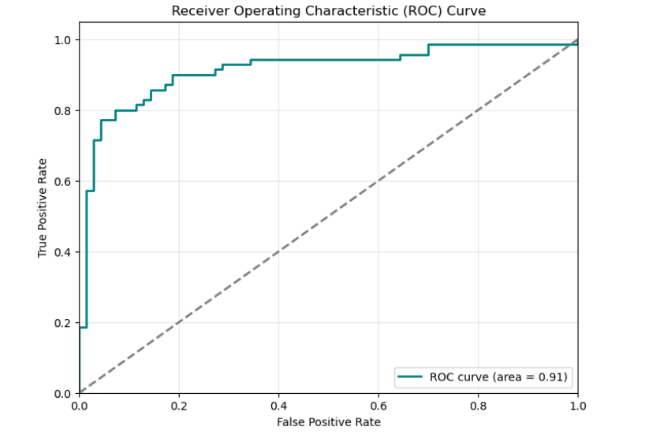 Receiver Operating Characteristic (ROC) Curve
1.0
0.8
0.6
0.4
0.2
0.0
True Positive Rate
ROC curve (area = 0.91)
0.0 0.2 0.4 0.6 0.8 1.0
False Positive Rate